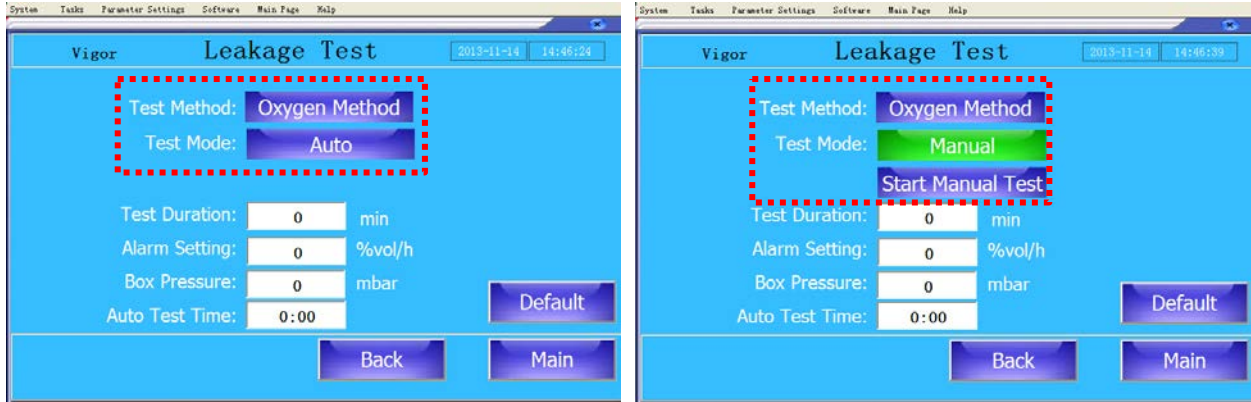 System Tasks Parameter Settings Software Main Page Help
Vigor Leakage Test 2013-11-14 14:46:24
Test Method: Oxygen Method
Test Mode: Auto
Test Duration: 0 min
Alarm Setting: 0 %vol/h
Box Pressure: 0 mbar
Default
Auto Test Time: 0:00
Back Main
System Tasks Parameter Settings Software Main Page Help
Vigor Leakage Test 2013-11-14 14:46:39
Test Method: Oxygen Method
Test Mode: Manual
Start Manual Test
Test Duration: 0 min
Alarm Setting: 0 %vol/h
Box Pressure: 0 mbar
Default
Auto Test Time: 0:00
Back Main